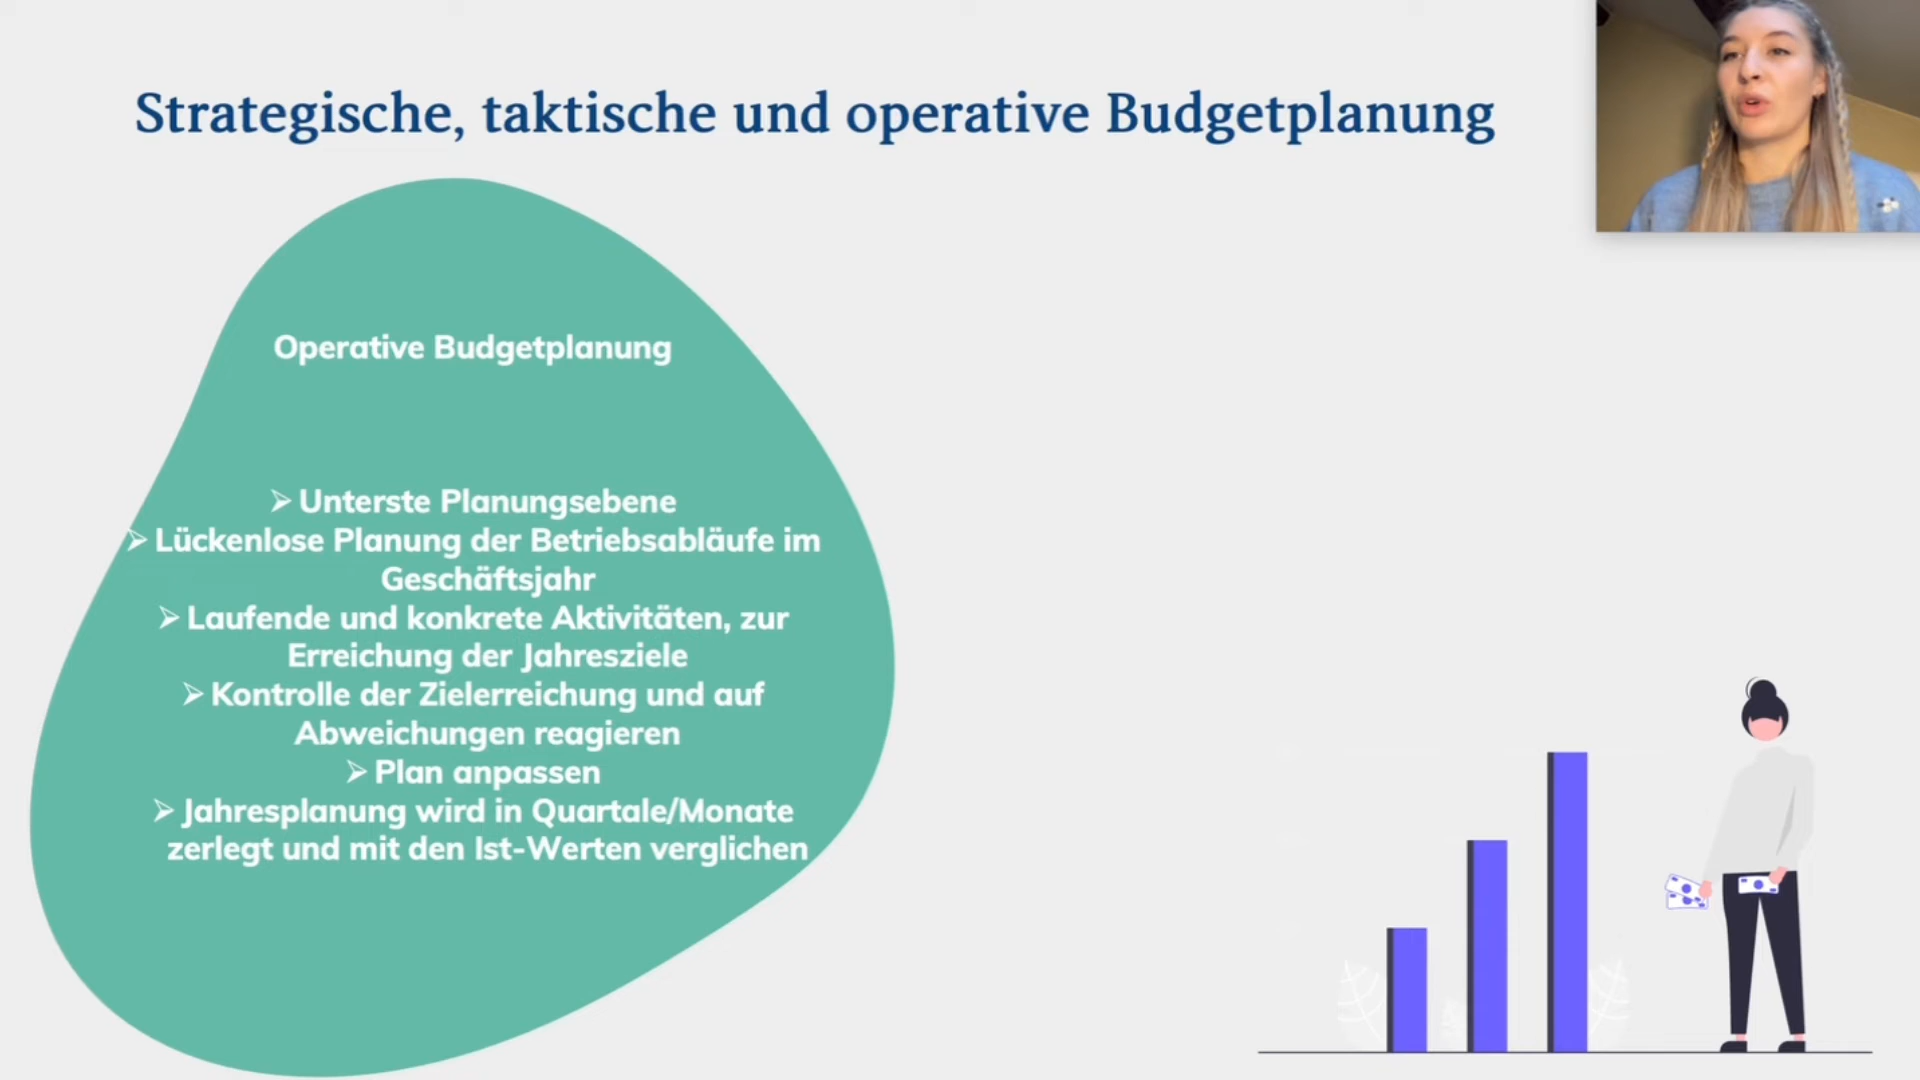 Strategische, taktische und operative Budgetplanung
Operative Budgetplanung
➢ Unterste Planungsebene
➢ Lückenlose Planung der Betriebsabläufe im
Geschäftsjahr
➢ Laufende und konkrete Aktivitäten, zur
Erreichung der Jahresziele
➢ Kontrolle der Zielerreichung und auf
Abweichungen reagieren
➢ Plan anpassen
➢ Jahresplanung wird in Quartale/Monate
zerlegt und mit den Ist-Werten verglichen